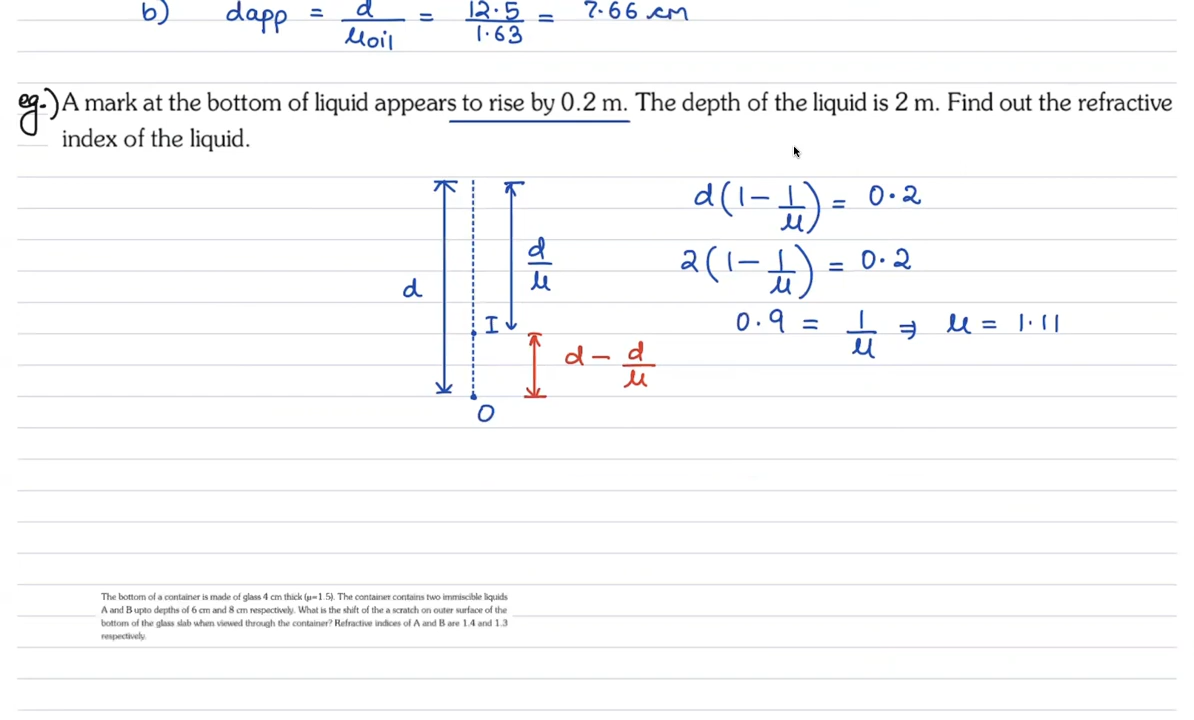 b) dapp = d/μoil = 12.5/1.63 = 7.66 cm
eg.) A mark at the bottom of liquid appears to rise by 0.2 m. The depth of the liquid is 2 m. Find out the refractive
index of the liquid.
d(1 - 1/μ) = 0.2
d/μ
2(1 - 1/μ) = 0.2
d
I
0.9 = 1/μ ⇒ μ = 1.11
d - d/μ
O
The bottom of a container is made of glass 4 cm thick (μ=1.5). The container contains two immiscible liquids
A and B upto depths of 6 cm and 8 cm respectively. What is the shift of the a scratch on outer surface of the
bottom of the glass slab when viewed through the container? Refractive indices of A and B are 1.4 and 1.3
respectively.